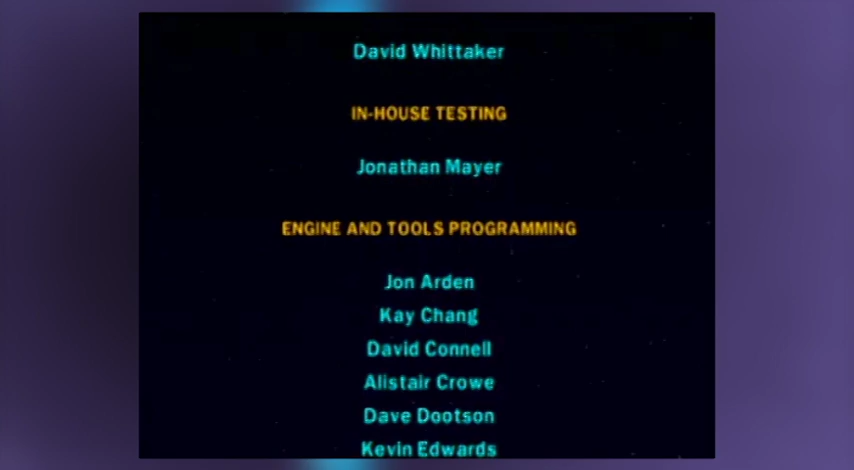 David Whittaker
IN-HOUSE TESTING
Jonathan Mayer
ENGINE AND TOOLS PROGRAMMING
Jon Arden
Kay Chang
David Connell
Alistair Crowe
Dave Dootson
Kevin Edwards